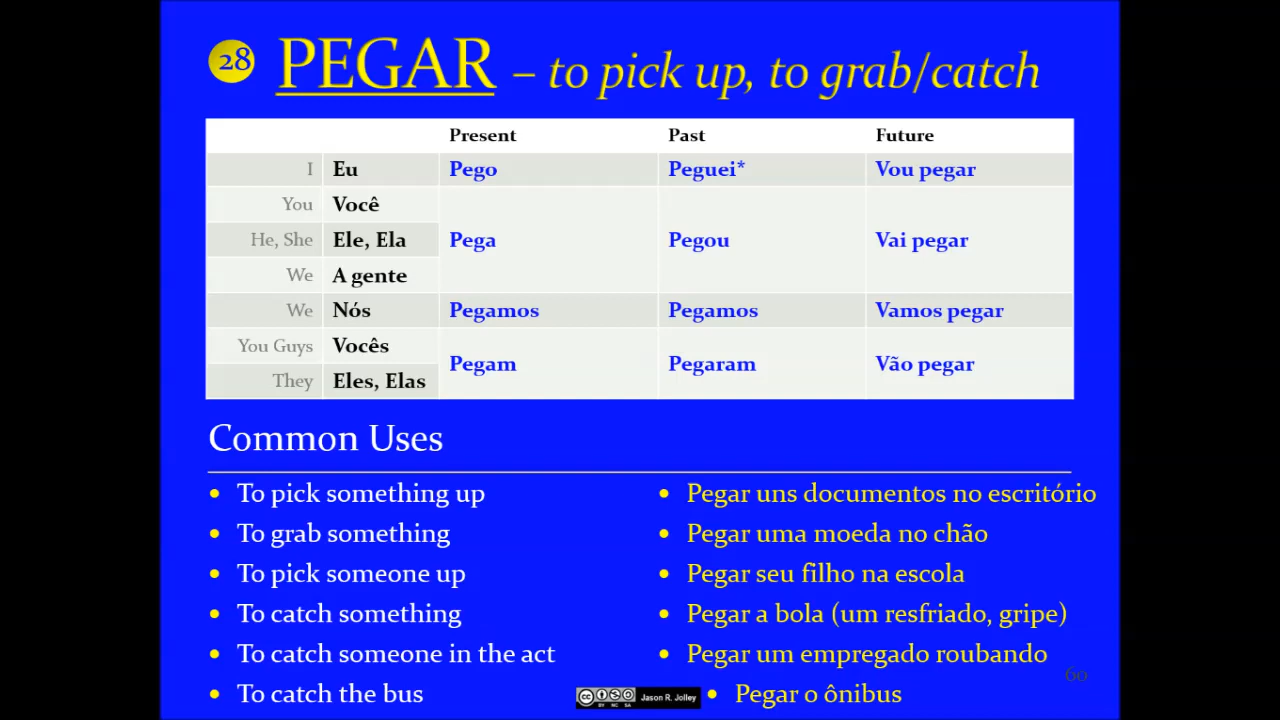 28 PEGAR – to pick up, to grab/catch
Present Past Future
I Eu Pego Peguei* Vou pegar
You Você
He, She Ele, Ela Pega Pegou Vai pegar
We A gente
We Nós Pegamos Pegamos Vamos pegar
You Guys Vocês
Pegam Pegaram Vão pegar
They Eles, Elas
Common Uses
• To pick something up • Pegar uns documentos no escritório
• To grab something • Pegar uma moeda no chão
• To pick someone up • Pegar seu filho na escola
• To catch something • Pegar a bola (um resfriado, gripe)
• To catch someone in the act • Pegar um empregado roubando
60
• To catch the bus • Pegar o ônibus
cc BY NC SA Jason R. Jolley